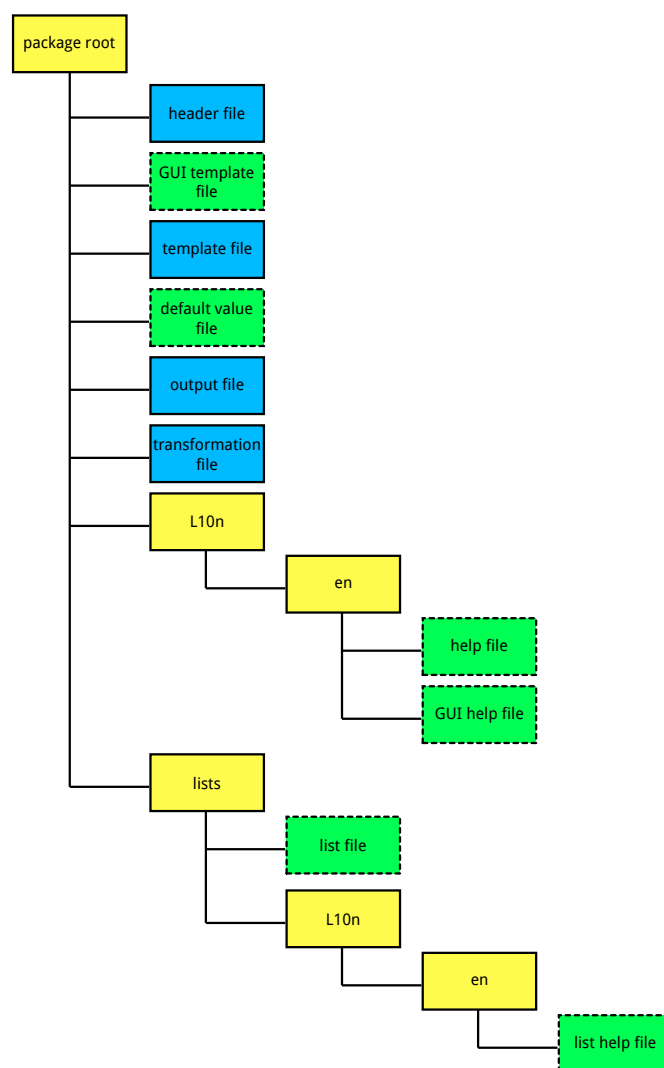 package root
header file
GUI template
file
template file
default value
file
output file
transformation
file
L10n
en
help file
GUI help file
lists
list file
L10n
en
list help file